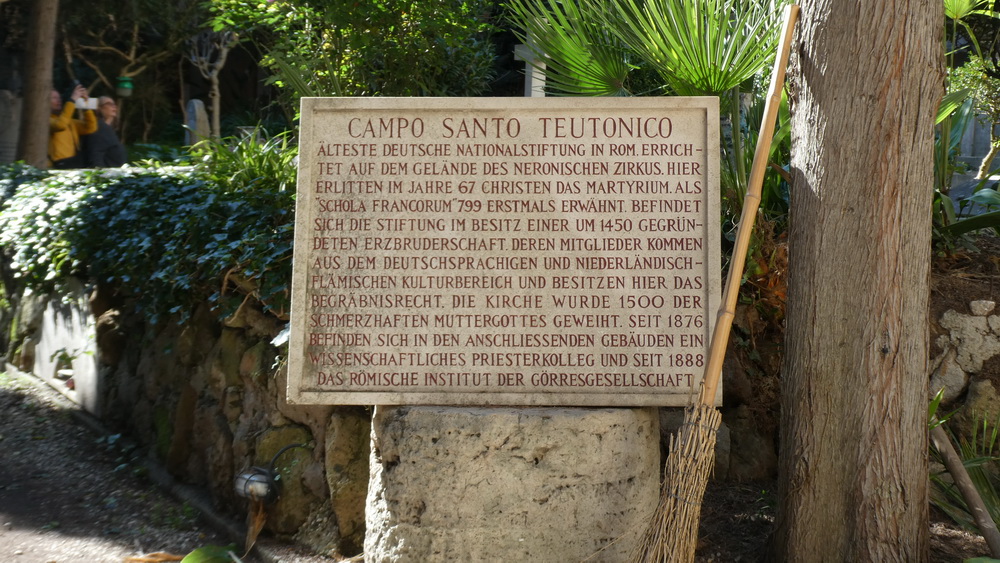 CAMPO SANTO TEUTONICO
ÄLTESTE DEUTSCHE NATIONALSTIFTUNG IN ROM. ERRICH-
TET AUF DEM GELÄNDE DES NERONISCHEN ZIRKUS. HIER
ERLITTEN IM JAHRE 67 CHRISTEN DAS MARTYRIUM. ALS
"SCHOLA FRANCORUM" 799 ERSTMALS ERWÄHNT. BEFINDET
SICH DIE STIFTUNG IM BESITZ EINER UM 1450 GEGRÜN-
DETEN ERZBRUDERSCHAFT. DEREN MITGLIEDER KOMMEN
AUS DEM DEUTSCHSPRACHIGEN UND NIEDERLÄNDISCH-
FLÄMISCHEN KULTURBEREICH UND BESITZEN HIER DAS
BEGRÄBNISRECHT. DIE KIRCHE WURDE 1500 DER
SCHMERZHAFTEN MUTTERGOTTES GEWEIHT. SEIT 1876
BEFINDEN SICH IN DEN ANSCHLIESSENDEN GEBÄUDEN EIN
WISSENSCHAFTLICHES PRIESTERKOLLEG UND SEIT 1888
DAS RÖMISCHE INSTITUT DER GÖRRESGESELLSCHAFT